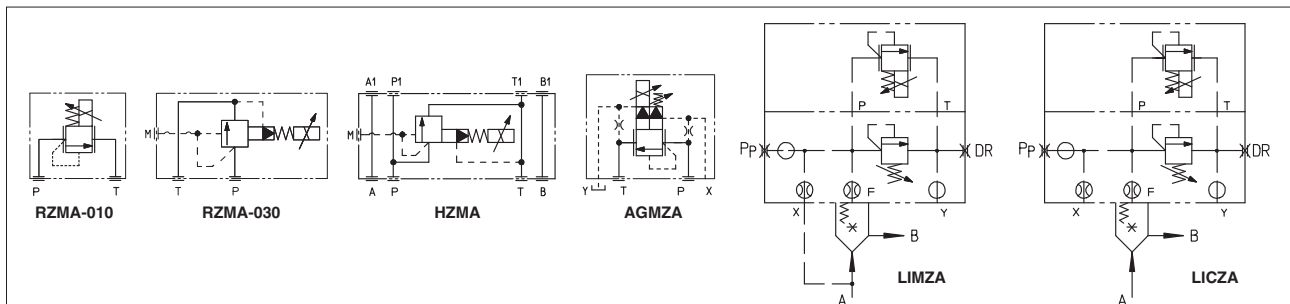 P T
RZMA-010
M
T P
RZMA-030
A1 P1 T1 B1
M
A P T B
HZMA
Y T P X
AGMZA
P T
PP DR
F
X Y
B
A
LIMZA
P T
PP DR
F
X Y
B
A
LICZA